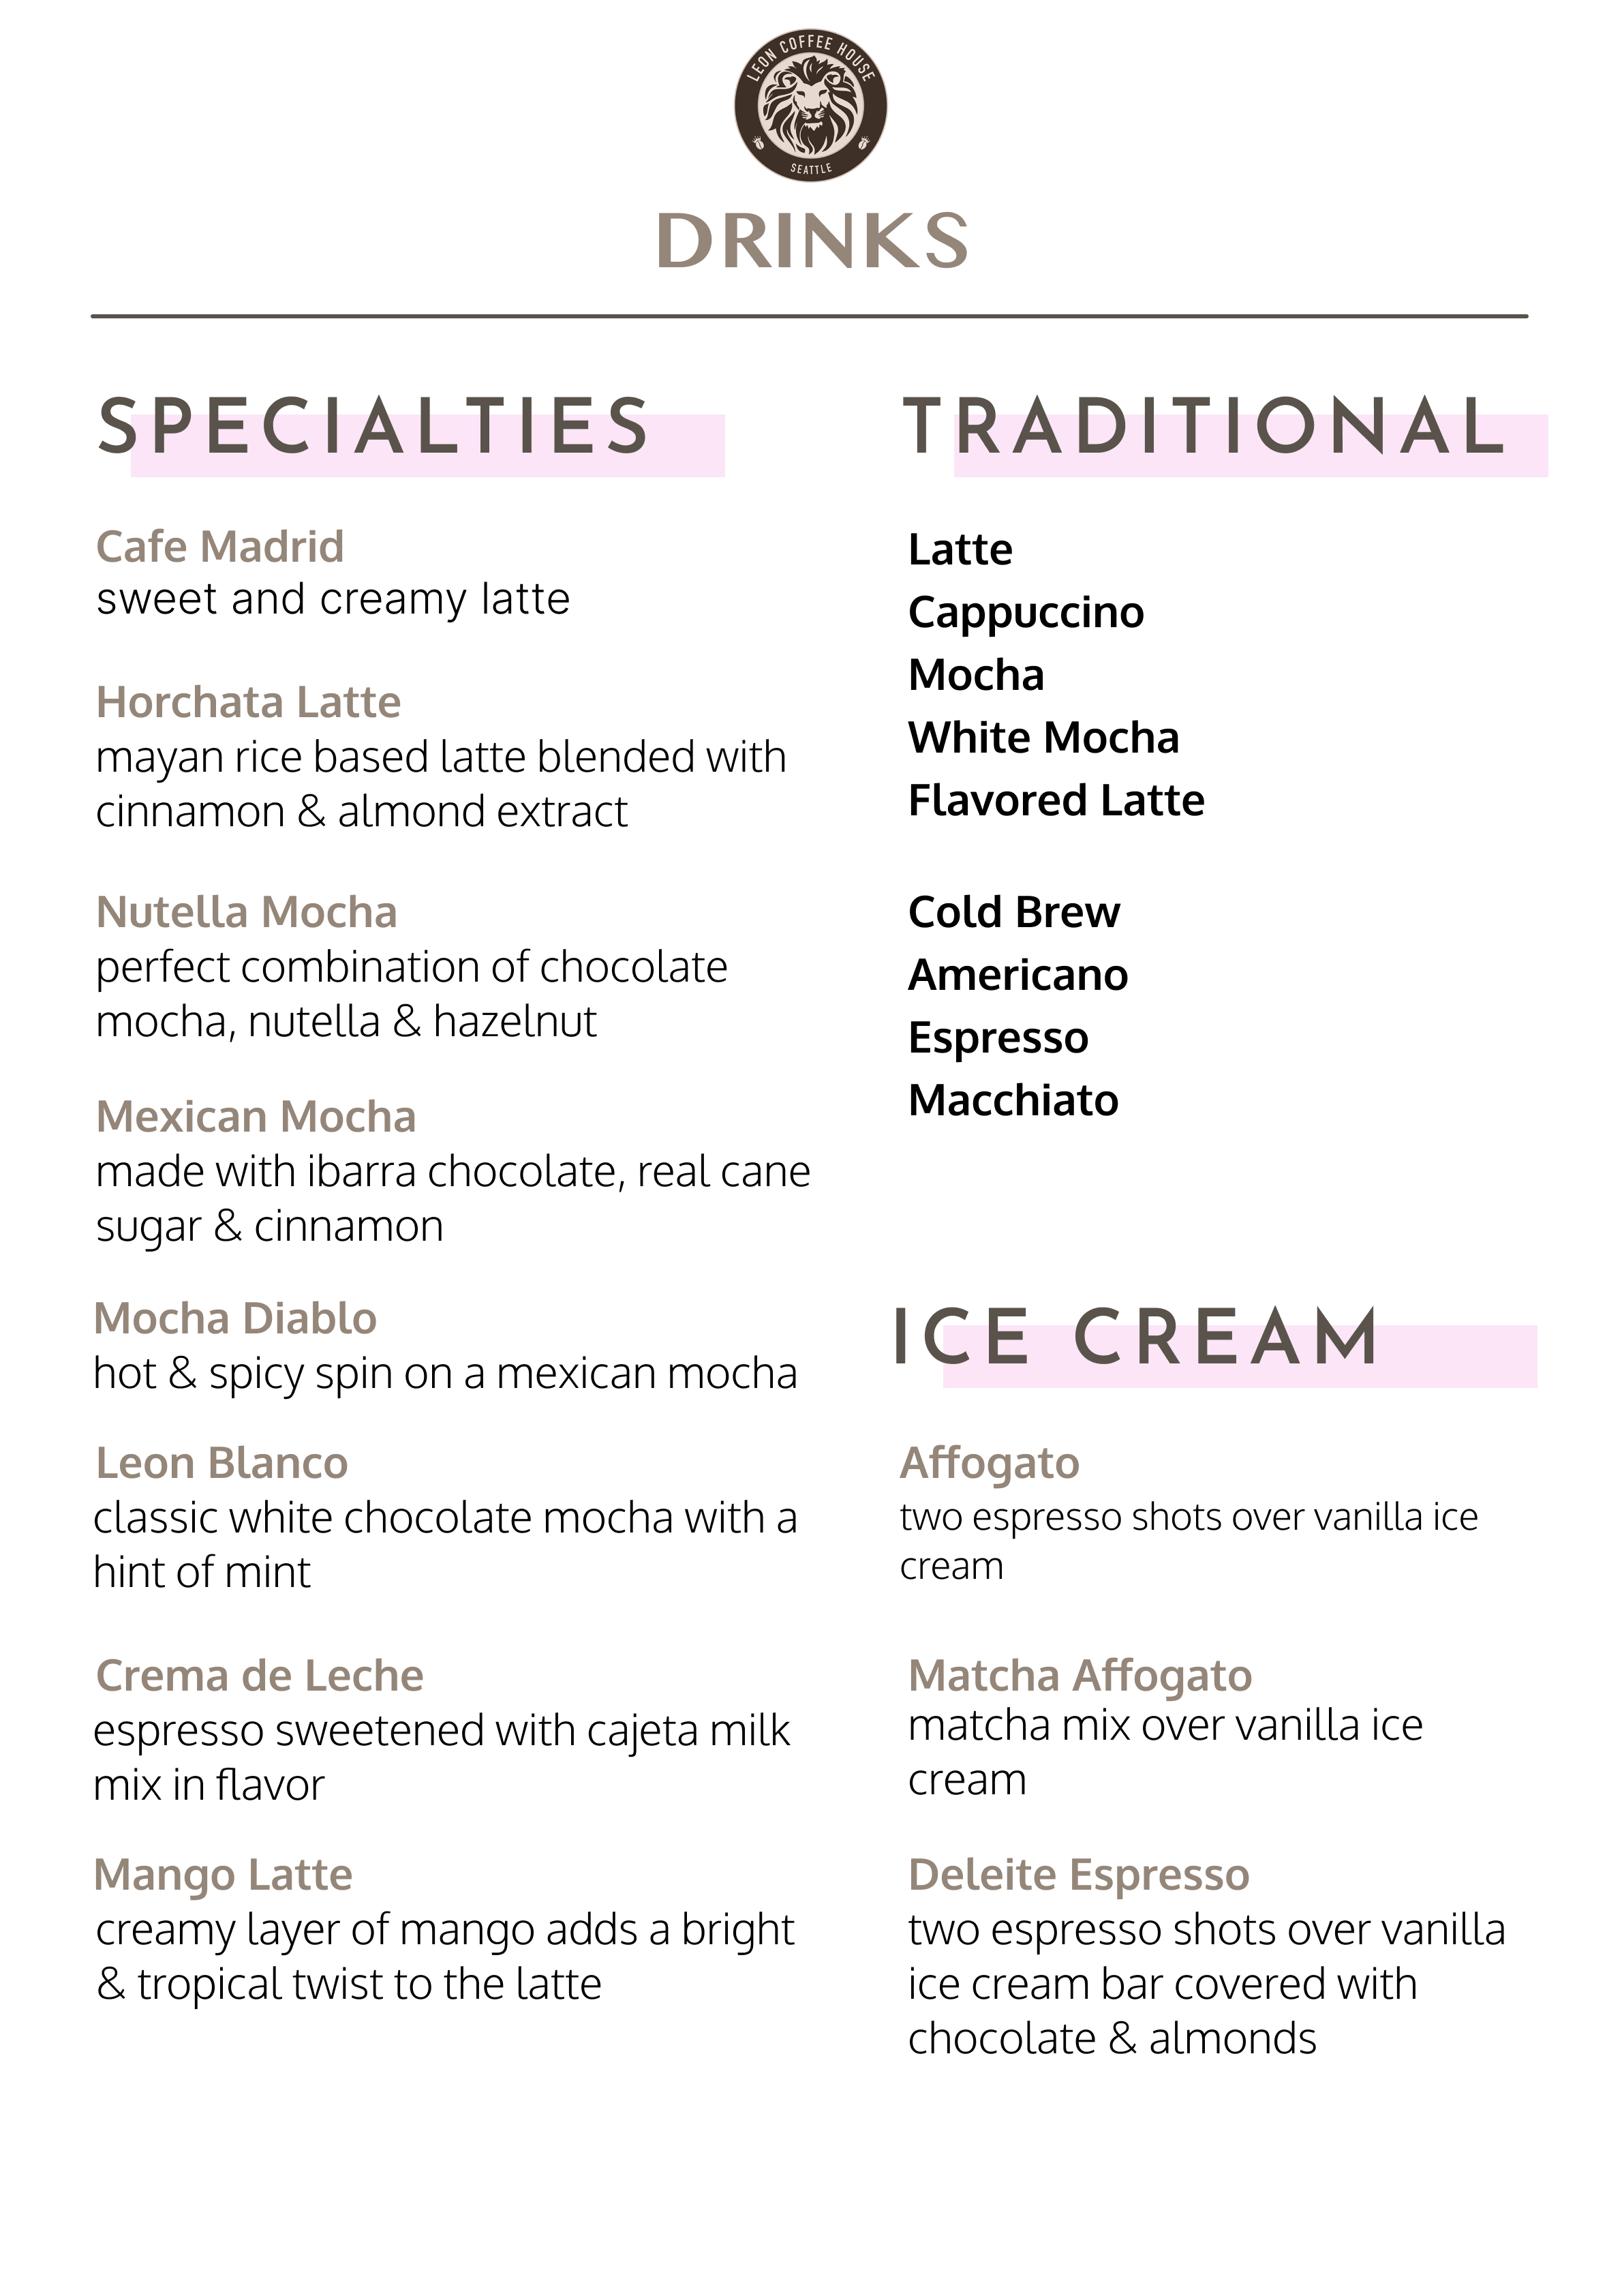 LEON COFFEE HOUSE
SEATTLE
DRINKS
SPECIALTIES
Cafe Madrid
sweet and creamy latte
Horchata Latte
mayan rice based latte blended with
cinnamon & almond extract
Nutella Mocha
perfect combination of chocolate
mocha, nutella & hazelnut
Mexican Mocha
made with ibarra chocolate, real cane
sugar & cinnamon
Mocha Diablo
hot & spicy spin on a mexican mocha
Leon Blanco
classic white chocolate mocha with a
hint of mint
Crema de Leche
espresso sweetened with cajeta milk
mix in flavor
Mango Latte
creamy layer of mango adds a bright
& tropical twist to the latte
TRADITIONAL
Latte
Cappuccino
Mocha
White Mocha
Flavored Latte
Cold Brew
Americano
Espresso
Macchiato
ICE CREAM
Affogato
two espresso shots over vanilla ice
cream
Matcha Affogato
matcha mix over vanilla ice
cream
Deleite Espresso
two espresso shots over vanilla
ice cream bar covered with
chocolate & almonds